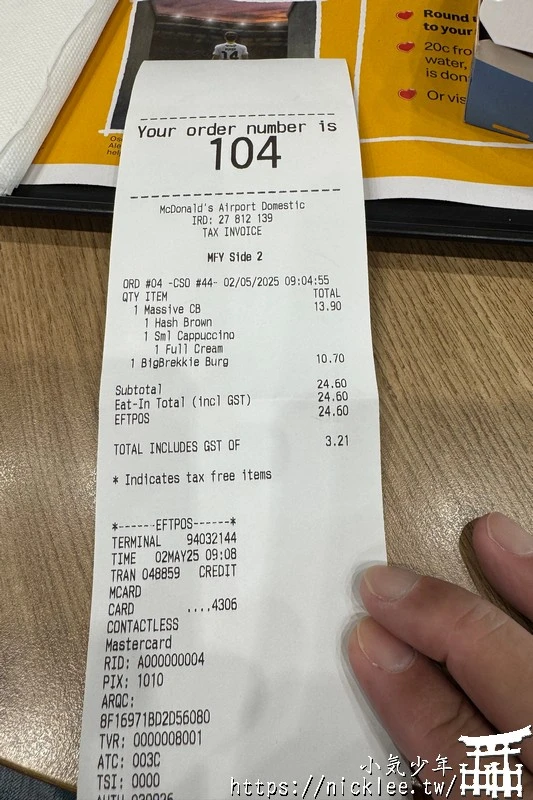 34
Round
to your
20c fro
water,
is don
Or vis
Your order number is
104
McDonald's Airport Domestic
IRD: 27 812 139
TAX INVOICE
MFY Side 2
ORD #04 -CSO #44- 02/05/2025 09:04:55
QTY ITEM TOTAL
1 Massive CB 13.90
1 Hash Brown
1 Sml Cappuccino
1 Full Cream
1 BigBrekkie Burg 10.70
Subtotal 24.60
Eat-In Total (incl GST) 24.60
EFTPOS 24.60
TOTAL INCLUDES GST OF 3.21
* Indicates tax free items
*------EFTPOS------*
TERMINAL 94032144
TIME 02MAY25 09:08
TRAN 048859 CREDIT
MCARD
CARD ....4306
CONTACTLESS
Mastercard
RID: A000000004
PIX: 1010
ARQC:
8F16971BD2D56080
TVR: 0000008001
ATC: 003C
TSI: 0000
小氣少年
https://nicklee.tw/